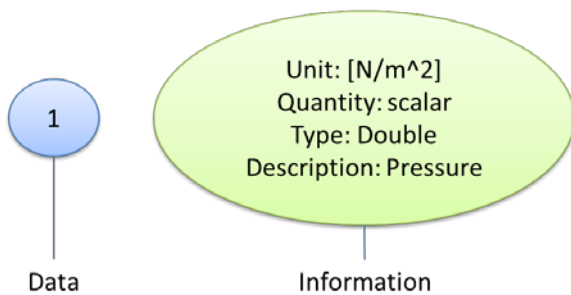 1
Unit: [N/m^2]
Quantity: scalar
Type: Double
Description: Pressure
Data
Information